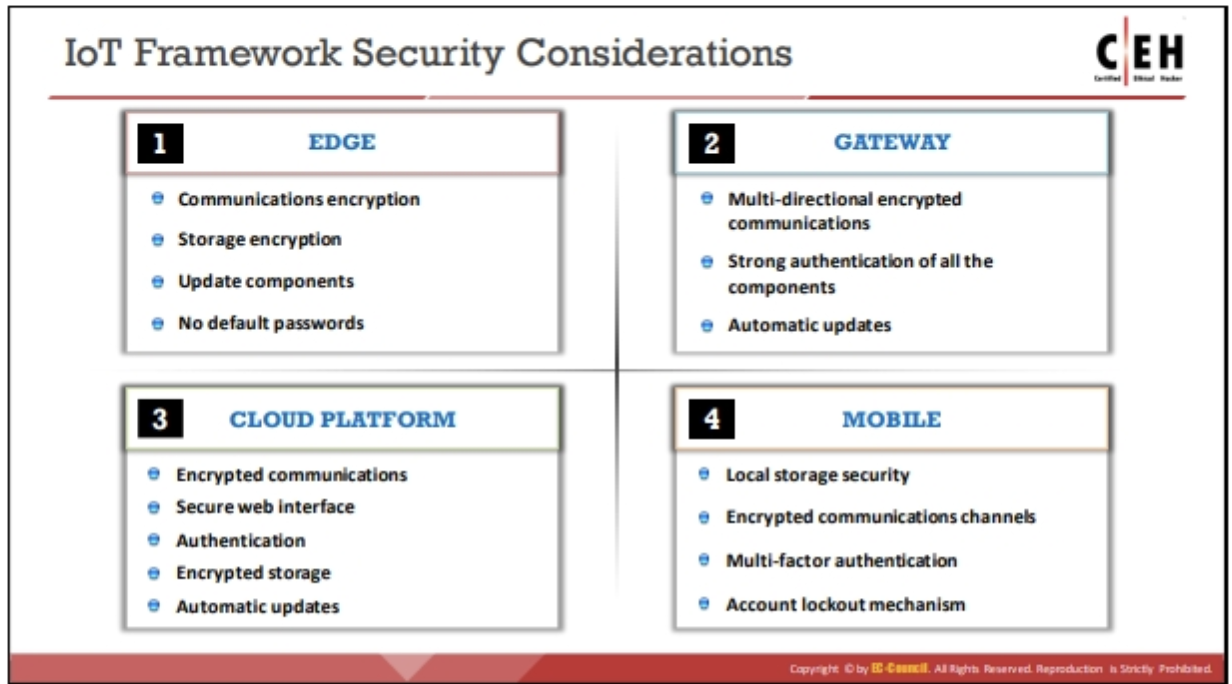 IoT Framework Security Considerations
C|EH
Certified Ethical Hacker
1 EDGE
Communications encryption
Storage encryption
Update components
No default passwords
2 GATEWAY
Multi-directional encrypted
communications
Strong authentication of all the
components
Automatic updates
3 CLOUD PLATFORM
Encrypted communications
Secure web interface
Authentication
Encrypted storage
Automatic updates
4 MOBILE
Local storage security
Encrypted communications channels
Multi-factor authentication
Account lockout mechanism
Copyright © by EC-Council. All Rights Reserved. Reproduction is Strictly Prohibited.